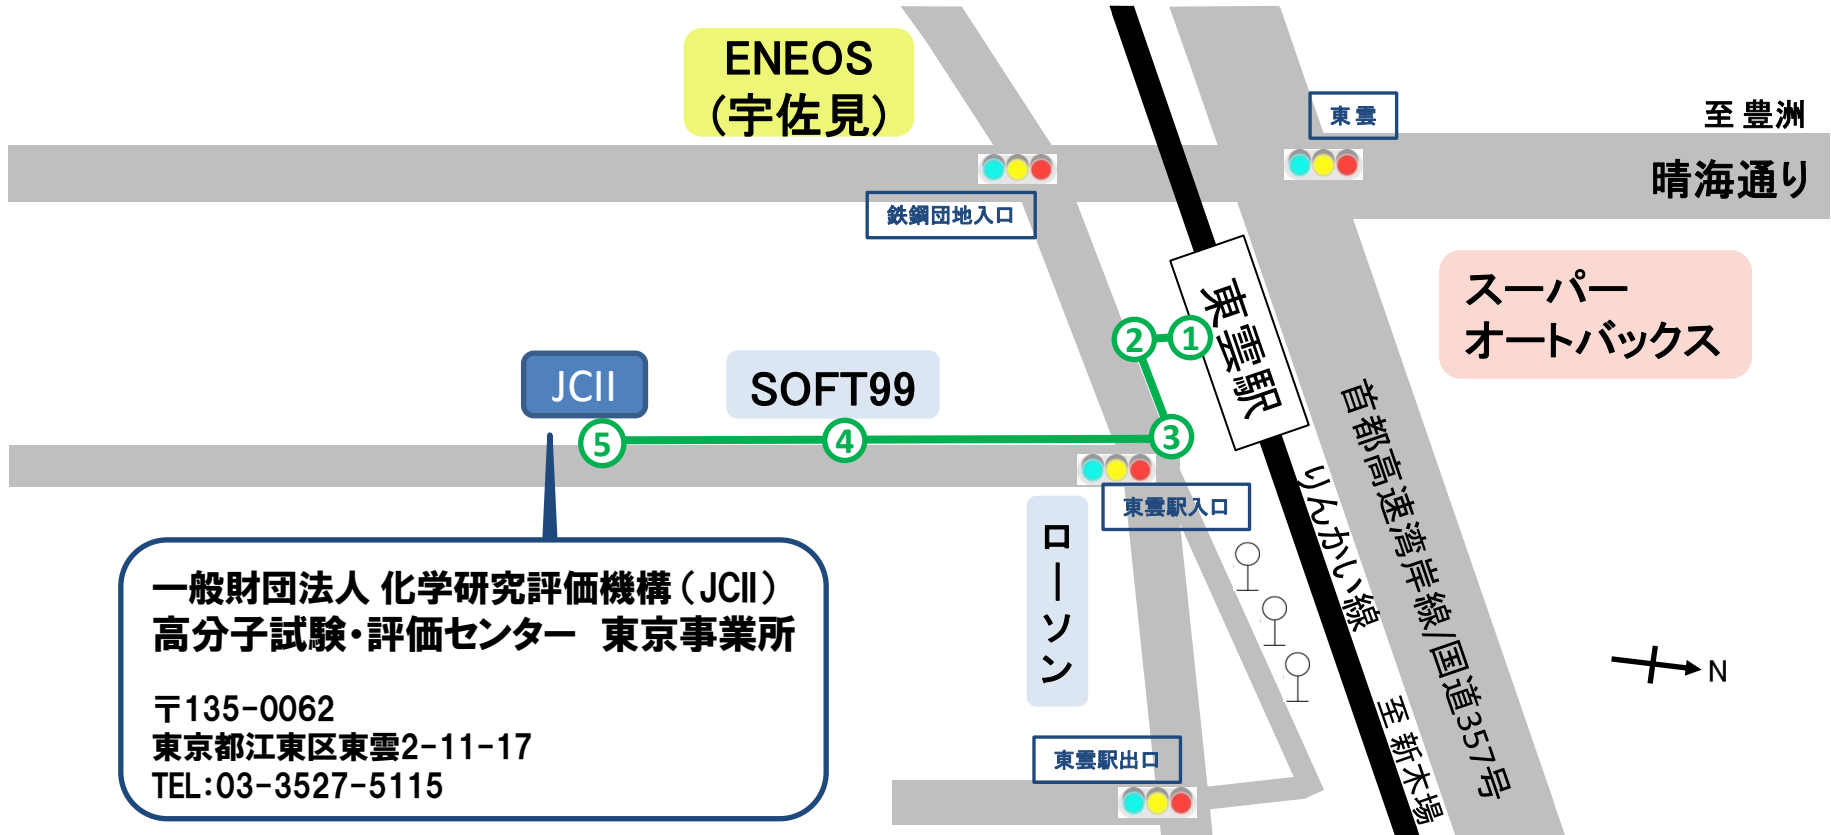 ENEOS
(宇佐見)
東雲
至 豊洲
晴海通り
鉄鋼団地入口
スーパー
オートバックス
東雲駅
1
2
3
4
5
JCII
SOFT99
東雲駅入口
ローソン
首都高速湾岸線/国道357号
りんかい線
至 新木場
東雲駅出口
N
一般財団法人 化学研究評価機構（JCII）
高分子試験・評価センター　東京事業所
〒135-0062
東京都江東区東雲2-11-17
TEL:03-3527-5115